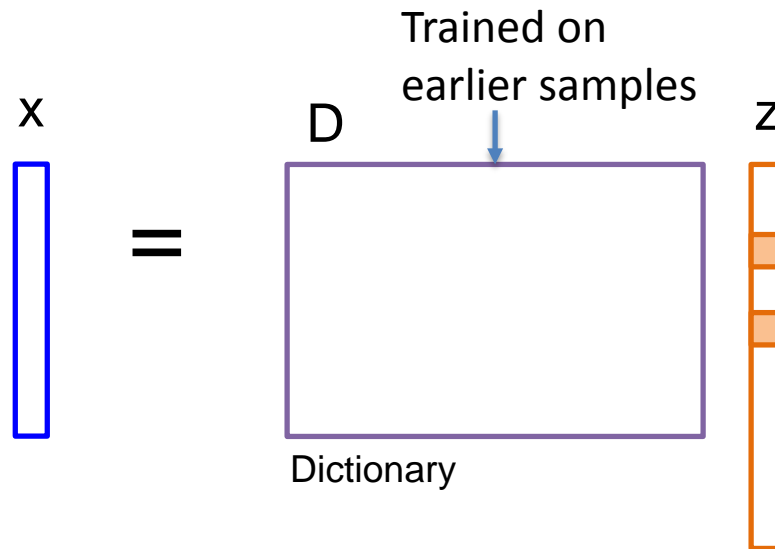 Trained on
earlier samples
x
D
z
=
Dictionary